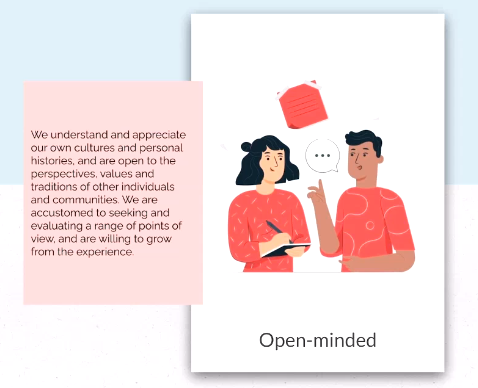 We understand and appreciate
our own cultures and personal
histories, and are open to the
perspectives, values and
traditions of other individuals
and communities. We are
accustomed to seeking and
evaluating a range of points of
view, and are willing to grow
from the experience.
Open-minded